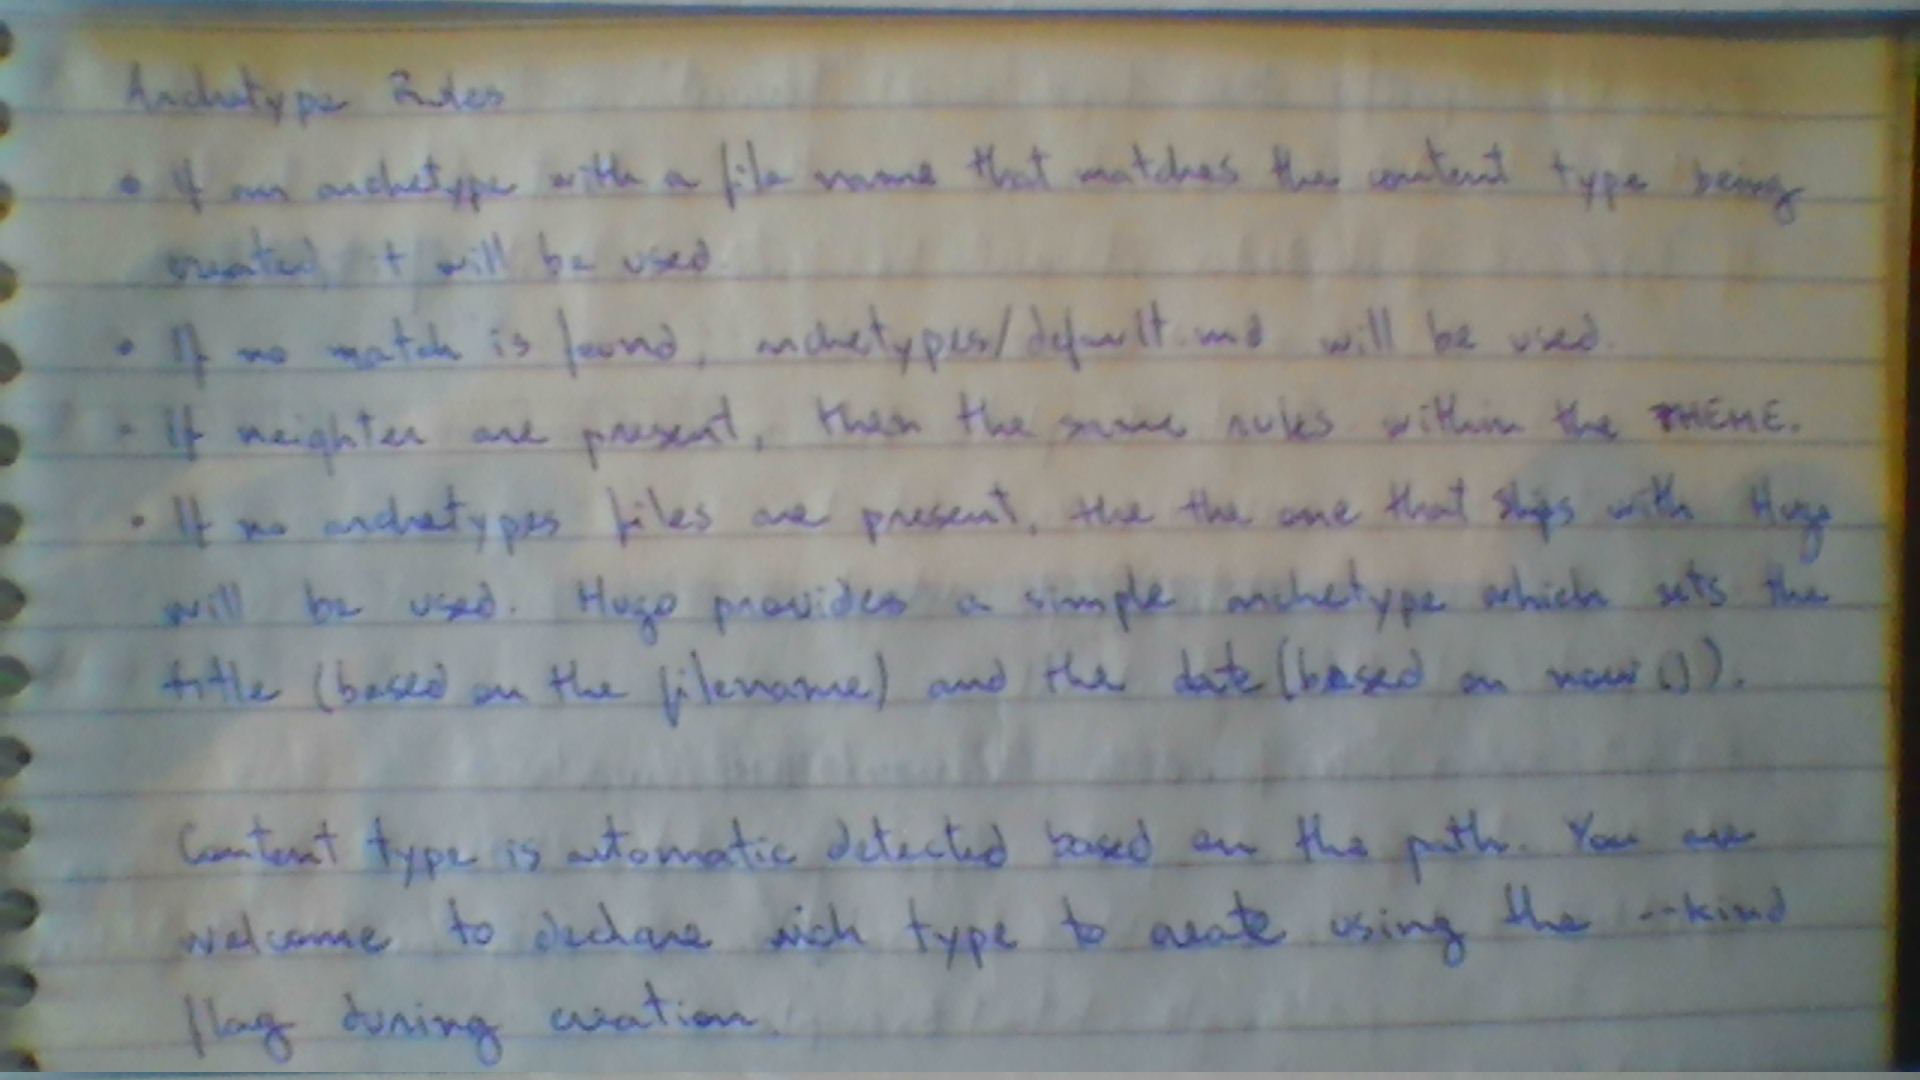 Archetype Rules
• If an archetype with a file name that matches the content type being
created, it will be used
• If no match is found, archetypes/default.md will be used.
• If neighter are present, then the same rules within the THEME.
• If no archetypes files are present, the the one that ships with Hugo
will be used. Hugo provides a simple archetype which sets the
title (based on the filename) and the date (based on now()).
Content type is automatic detected based on the path. You are
welcome to declare wich type to create using the --kind
flag during creation.